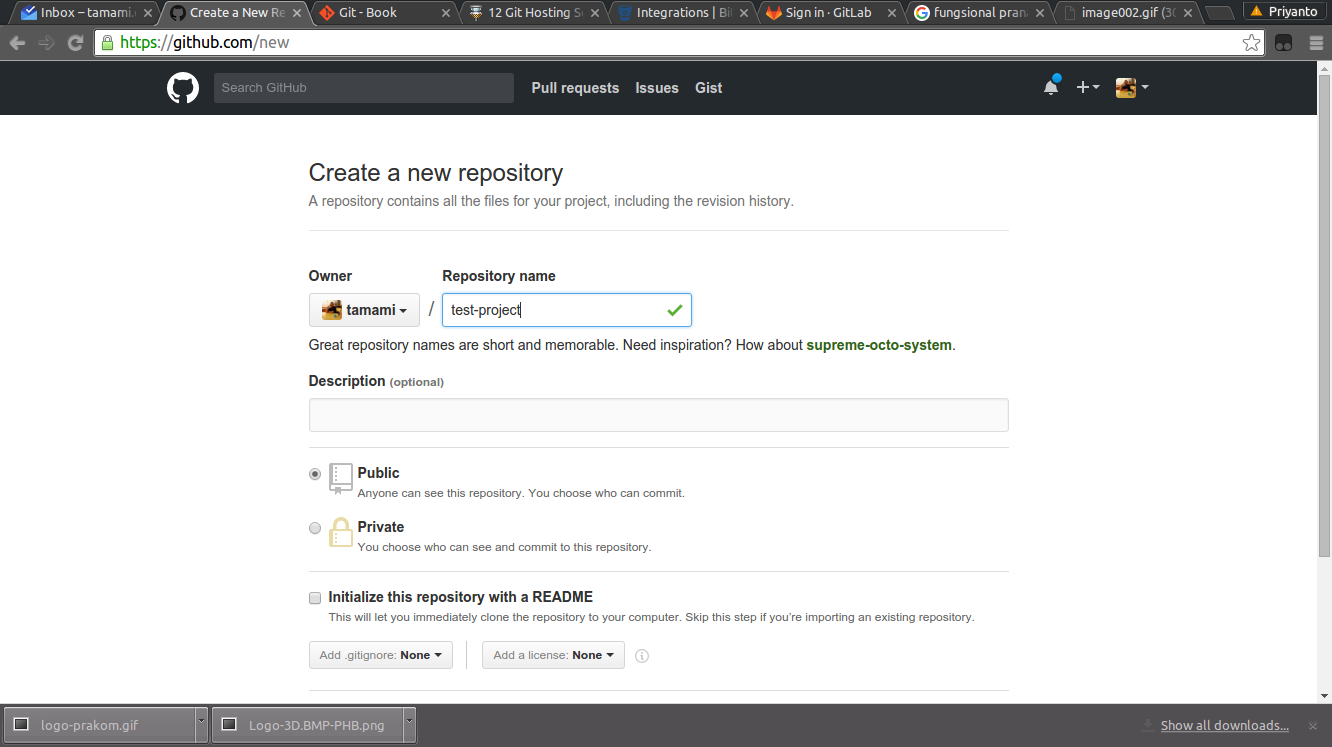 Inbox – tamami.
Create a New Re
Git - Book
12 Git Hosting Se
Integrations | Bit
Sign in · GitLab
fungsional pran
image002.gif (30
Priyanto
https://github.com/new
Search GitHub
Pull requests
Issues
Gist
Create a new repository
A repository contains all the files for your project, including the revision history.
Owner
Repository name
tamami / test-project
Great repository names are short and memorable. Need inspiration? How about supreme-octo-system.
Description (optional)
Public
Anyone can see this repository. You choose who can commit.
Private
You choose who can see and commit to this repository.
Initialize this repository with a README
This will let you immediately clone the repository to your computer. Skip this step if you’re importing an existing repository.
Add .gitignore: None
Add a license: None
logo-prakom.gif
Logo-3D.BMP-PHB.png
Show all downloads...